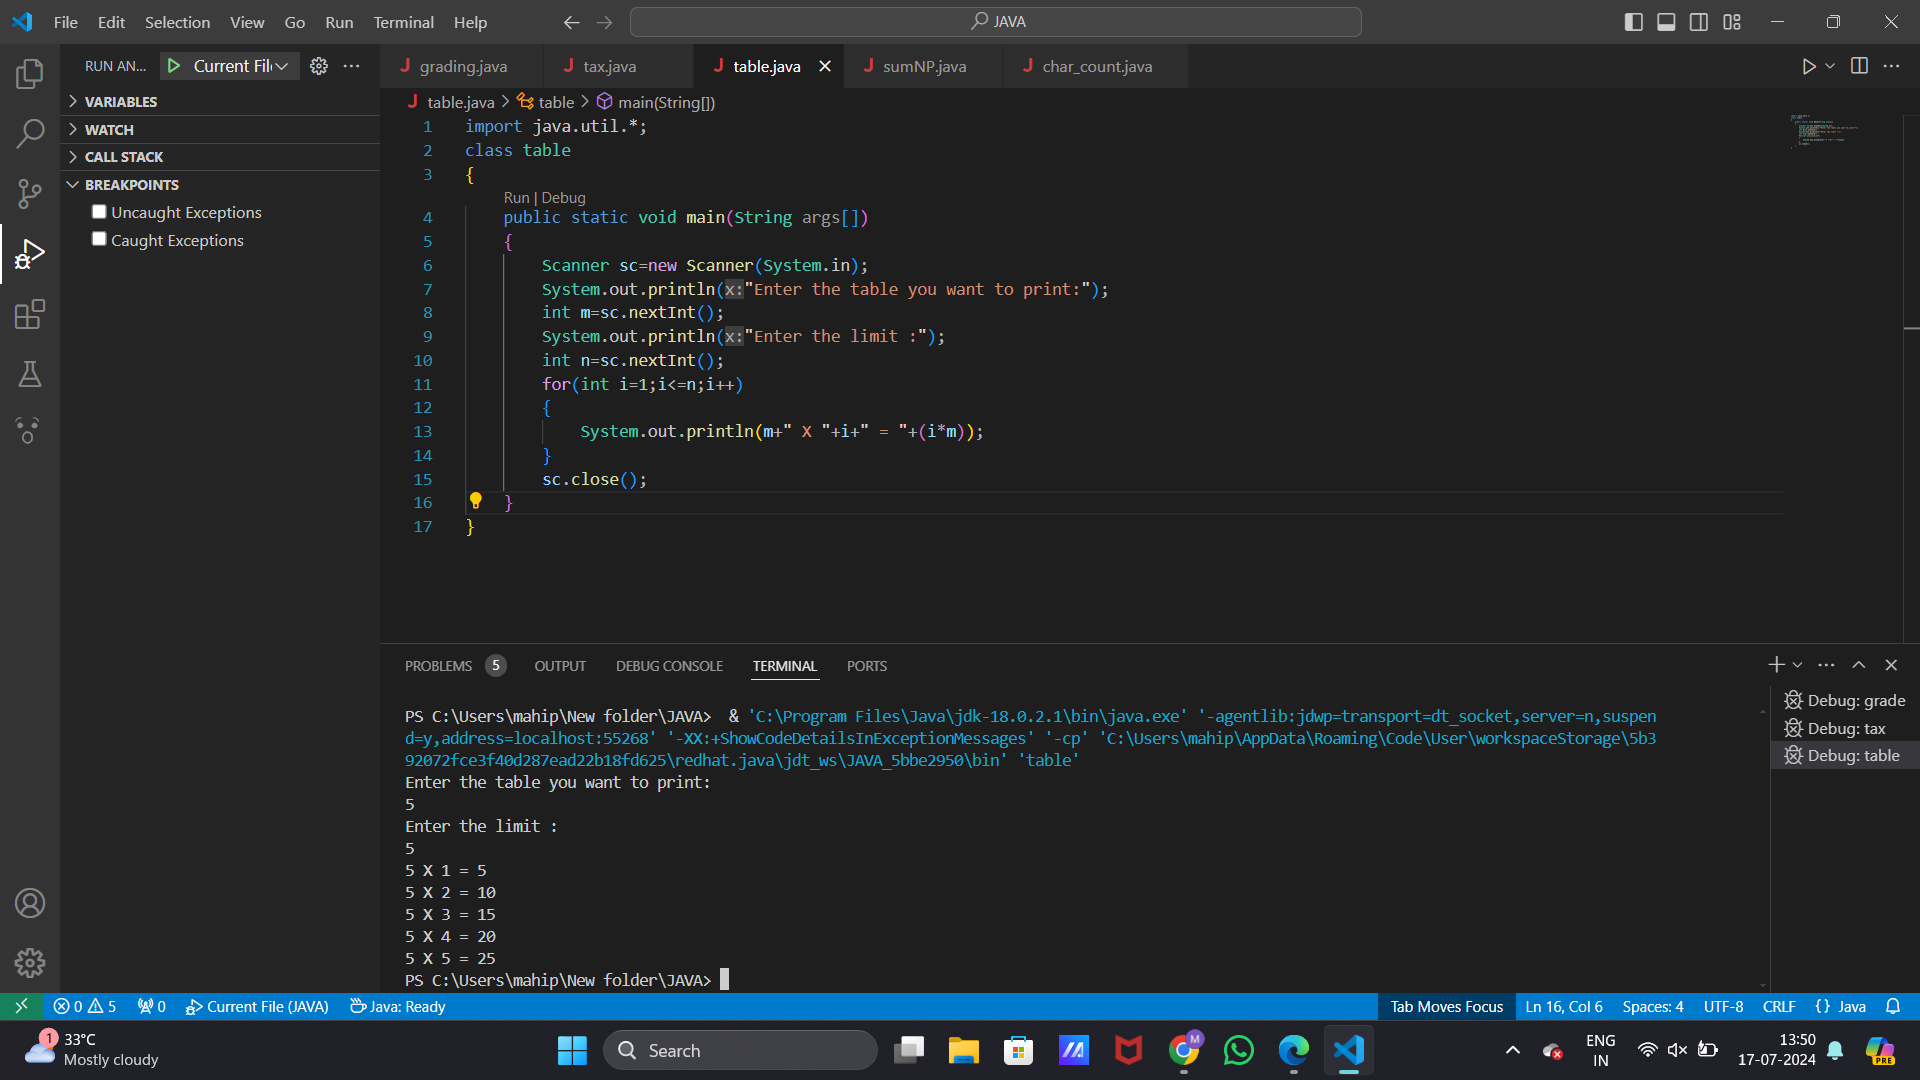 File Edit Selection View Go Run Terminal Help
JAVA
RUN AN... Current Fil
VARIABLES
WATCH
CALL STACK
BREAKPOINTS
Uncaught Exceptions
Caught Exceptions
grading.java tax.java table.java sumNP.java char_count.java
table.java > table > main(String[])
1 import java.util.*;
2 class table
3 {
Run | Debug
4 public static void main(String args[])
5 {
6 Scanner sc=new Scanner(System.in);
7 System.out.println(x:"Enter the table you want to print:");
8 int m=sc.nextInt();
9 System.out.println(x:"Enter the limit :");
10 int n=sc.nextInt();
11 for(int i=1;i<=n;i++)
12 {
13 System.out.println(m+" X "+i+" = "+(i*m));
14 }
15 sc.close();
16 }
17 }
PROBLEMS 5 OUTPUT DEBUG CONSOLE TERMINAL PORTS
PS C:\Users\mahip\New folder\JAVA>  & 'C:\Program Files\Java\jdk-18.0.2.1\bin\java.exe' '-agentlib:jdwp=transport=dt_socket,server=n,suspen
d=y,address=localhost:55268' '-XX:+ShowCodeDetailsInExceptionMessages' '-cp' 'C:\Users\mahip\AppData\Roaming\Code\User\workspaceStorage\5b3
92072fce3f40d287ead22b18fd625\redhat.java\jdt_ws\JAVA_5bbe2950\bin' 'table'
Enter the table you want to print:
5
Enter the limit :
5
5 X 1 = 5
5 X 2 = 10
5 X 3 = 15
5 X 4 = 20
5 X 5 = 25
PS C:\Users\mahip\New folder\JAVA>
Debug: grade
Debug: tax
Debug: table
0 5 0 Current File (JAVA) Java: Ready Tab Moves Focus Ln 16, Col 6 Spaces: 4 UTF-8 CRLF {} Java
1 33°C
Mostly cloudy
Search
M
ENG
IN
13:50
17-07-2024
PRE